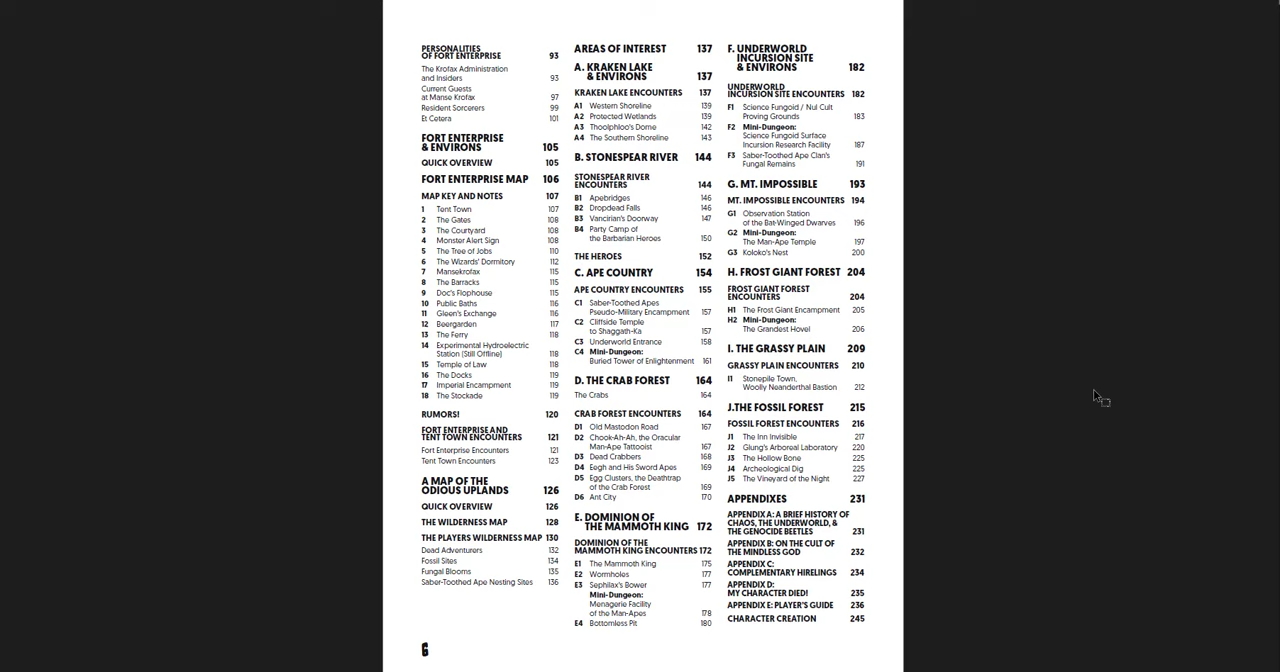 PERSONALITIES
OF FORT ENTERPRISE 93
The Krofax Administration
and Insiders 93
Current Guests
at Manse Krofax 97
Resident Sorcerers 99
Et Cetera 101
FORT ENTERPRISE
& ENVIRONS 105
QUICK OVERVIEW 105
FORT ENTERPRISE MAP 106
MAP KEY AND NOTES 107
1 Tent Town 107
2 The Gates 108
3 The Courtyard 108
4 Monster Alert Sign 108
5 The Tree of Jobs 110
6 The Wizards' Dormitory 112
7 Mansekrofax 115
8 The Barracks 115
9 Doc's Flophouse 115
10 Public Baths 116
11 Gleen's Exchange 116
12 Beergarden 117
13 The Ferry 118
14 Experimental Hydroelectric
Station (Still Offline) 118
15 Temple of Law 118
16 The Docks 119
17 Imperial Encampment 119
18 The Stockade 119
RUMORS! 120
FORT ENTERPRISE AND
TENT TOWN ENCOUNTERS 121
Fort Enterprise Encounters 121
Tent Town Encounters 123
A MAP OF THE
ODIOUS UPLANDS 126
QUICK OVERVIEW 126
THE WILDERNESS MAP 128
THE PLAYERS WILDERNESS MAP 130
Dead Adventurers 132
Fossil Sites 134
Fungal Blooms 135
Saber-Toothed Ape Nesting Sites 136
AREAS OF INTEREST 137
A. KRAKEN LAKE
& ENVIRONS 137
KRAKEN LAKE ENCOUNTERS 137
A1 Western Shoreline 139
A2 Protected Wetlands 139
A3 Thoolphloo's Dome 142
A4 The Southern Shoreline 143
B. STONESPEAR RIVER 144
STONESPEAR RIVER
ENCOUNTERS 144
B1 Apebridges 146
B2 Dropdead Falls 146
B3 Vancirian's Doorway 147
B4 Party Camp of
the Barbarian Heroes 150
THE HEROES 152
C. APE COUNTRY 154
APE COUNTRY ENCOUNTERS 155
C1 Saber-Toothed Apes
Pseudo-Military Encampment 157
C2 Cliffside Temple
to Shaggath-Ka 157
C3 Underworld Entrance 158
C4 Mini-Dungeon:
Buried Tower of Enlightenment 161
D. THE CRAB FOREST 164
The Crabs 164
CRAB FOREST ENCOUNTERS 164
D1 Old Mastodon Road 167
D2 Chook-Ah-Ah, the Oracular
Man-Ape Tattooist 167
D3 Dead Crabbers 168
D4 Eegh and His Sword Apes 169
D5 Egg Clusters, the Deathtrap
of the Crab Forest 169
D6 Ant City 170
E. DOMINION OF
THE MAMMOTH KING 172
DOMINION OF THE
MAMMOTH KING ENCOUNTERS 172
E1 The Mammoth King 175
E2 Wormholes 177
E3 Sephilax's Bower 177
Mini-Dungeon:
Menagerie Facility
of the Man-Apes 178
E4 Bottomless Pit 180
F. UNDERWORLD
INCURSION SITE
& ENVIRONS 182
UNDERWORLD
INCURSION SITE ENCOUNTERS 182
F1 Science Fungoid / Nul Cult
Proving Grounds 183
F2 Mini-Dungeon:
Science Fungoid Surface
Incursion Research Facility 187
F3 Saber-Toothed Ape Clan's
Fungal Remains 191
G. MT. IMPOSSIBLE 193
MT. IMPOSSIBLE ENCOUNTERS 194
G1 Observation Station
of the Bat-Winged Dwarves 196
G2 Mini-Dungeon:
The Man-Ape Temple 197
G3 Koloko's Nest 200
H. FROST GIANT FOREST 204
FROST GIANT FOREST
ENCOUNTERS 204
H1 The Frost Giant Encampment 205
H2 Mini-Dungeon:
The Grandest Hovel 206
I. THE GRASSY PLAIN 209
GRASSY PLAIN ENCOUNTERS 210
I1 Stonepile Town,
Woolly Neanderthal Bastion 212
J.THE FOSSIL FOREST 215
FOSSIL FOREST ENCOUNTERS 216
J1 The Inn Invisible 217
J2 Glung's Arboreal Laboratory 220
J3 The Hollow Bone 225
J4 Archeological Dig 225
J5 The Vineyard of the Night 227
APPENDIXES 231
APPENDIX A: A BRIEF HISTORY OF
CHAOS, THE UNDERWORLD, &
THE GENOCIDE BEETLES 231
APPENDIX B: ON THE CULT OF
THE MINDLESS GOD 232
APPENDIX C:
COMPLEMENTARY HIRELINGS 234
APPENDIX D:
MY CHARACTER DIED! 235
APPENDIX E: PLAYER'S GUIDE 236
CHARACTER CREATION 245
6